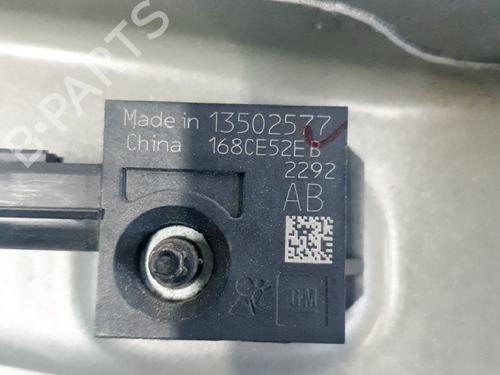 B-PARTS
Made in 13502577
China 168CE52EB
2292
AB
GM